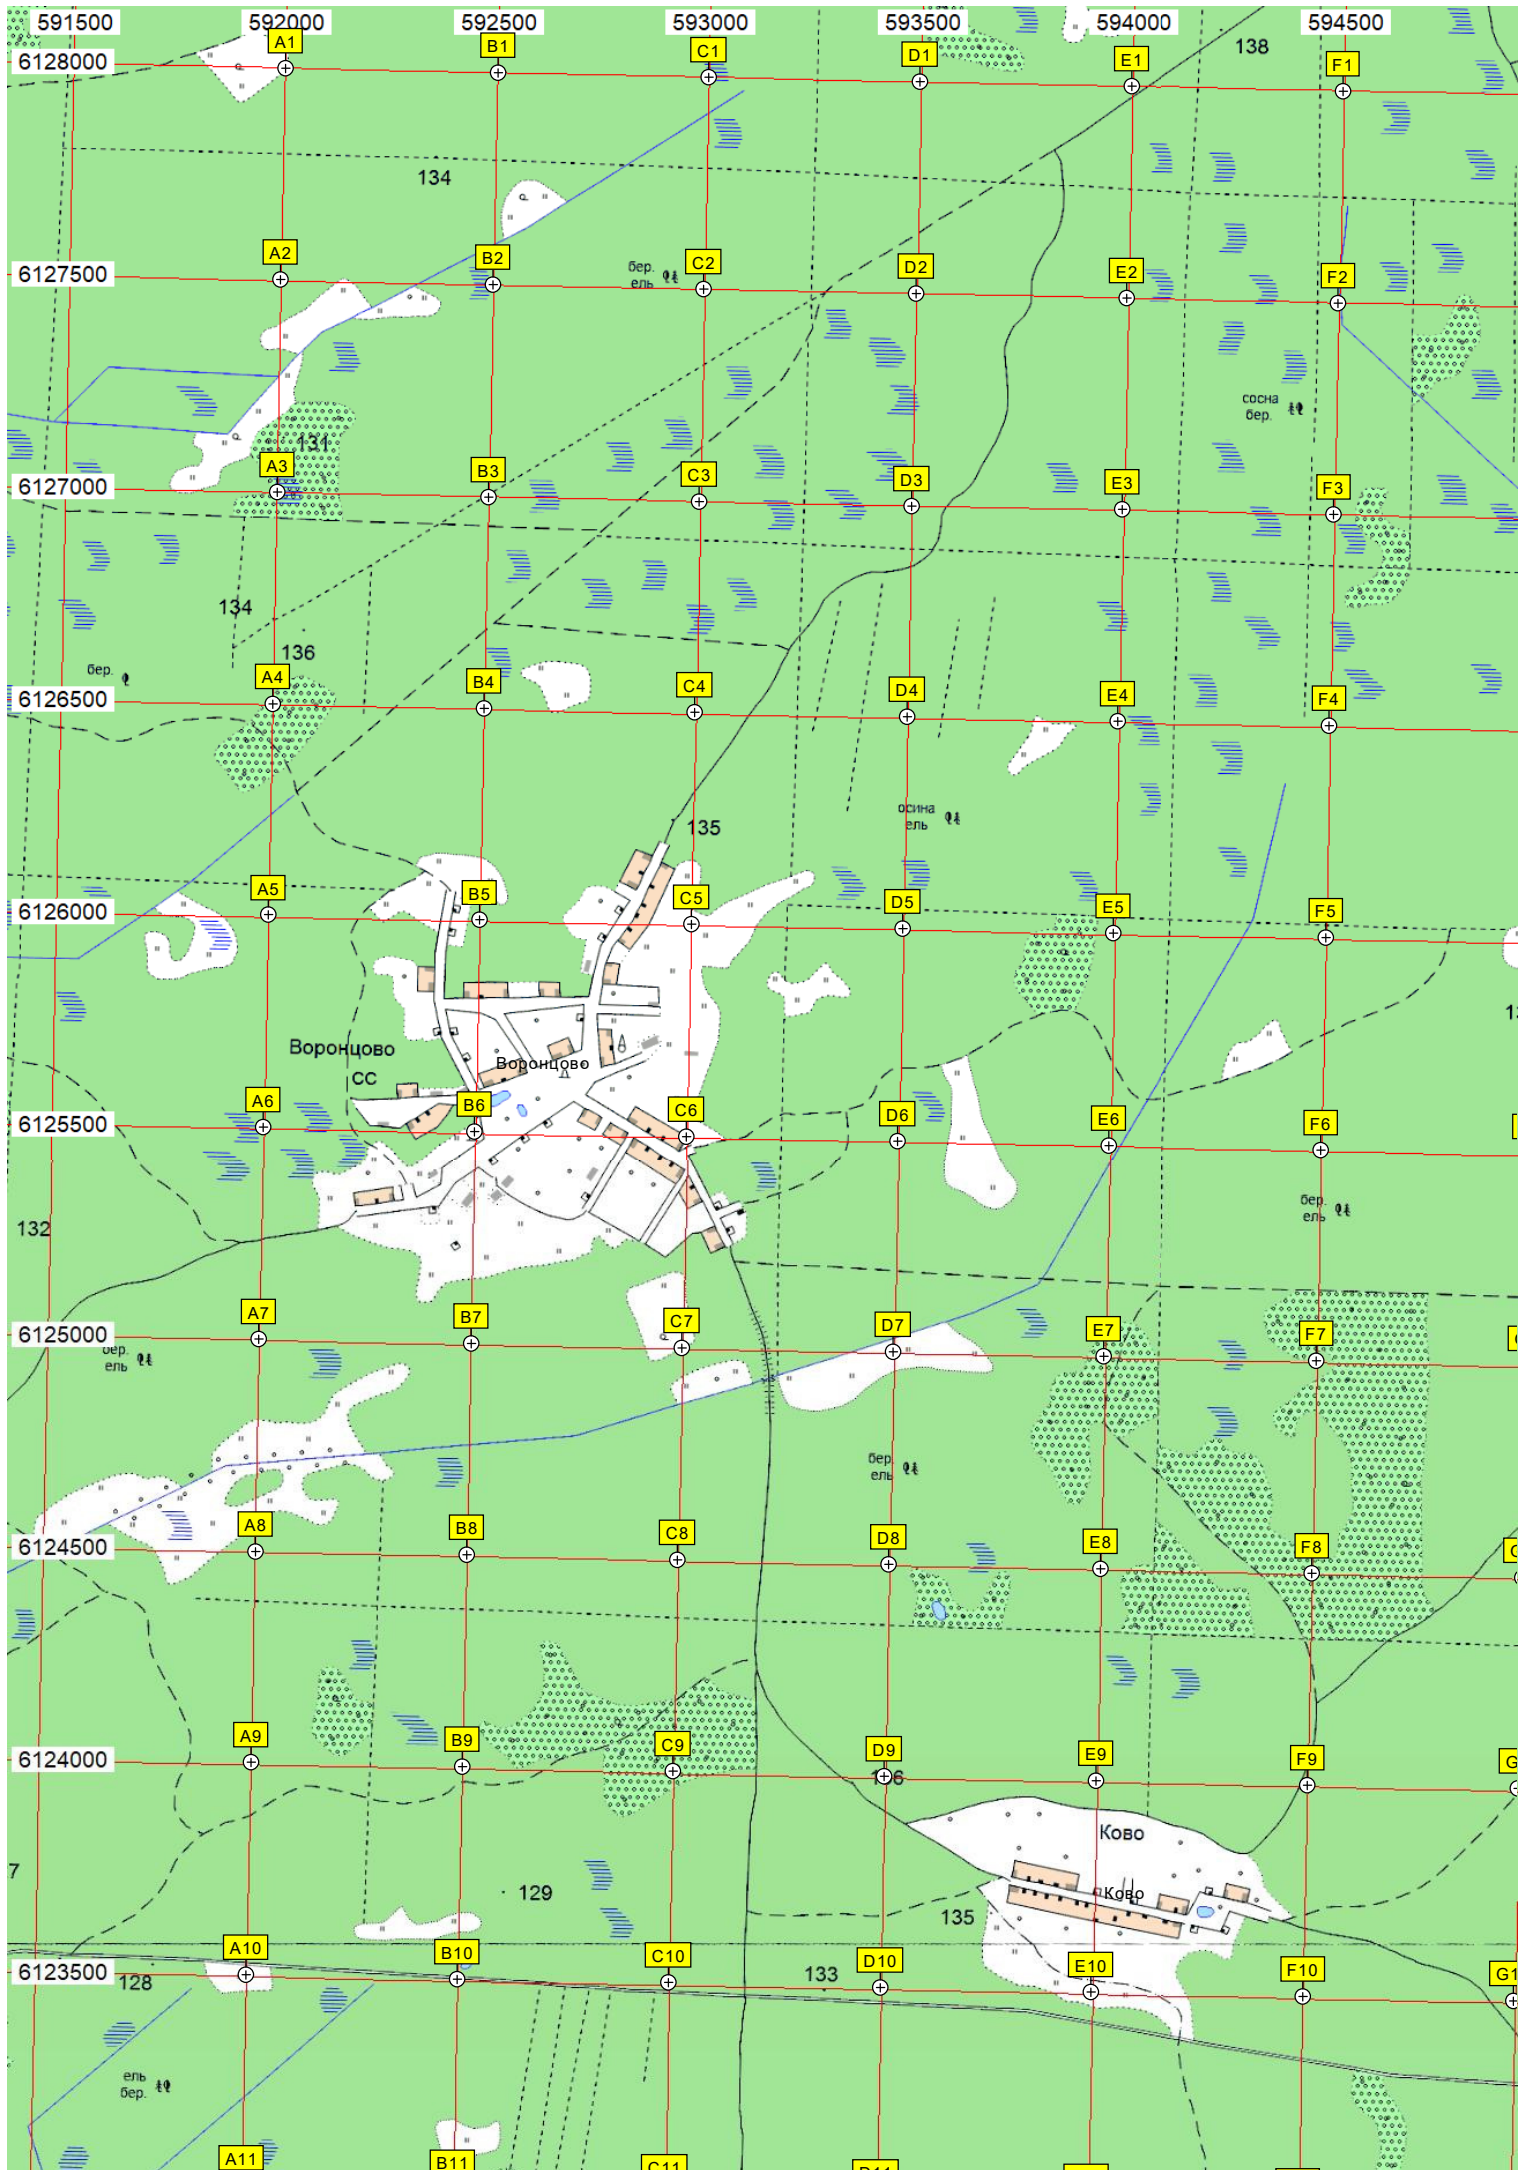 591500 592000 592500 593000 593500 594000 594500
138
A1 B1 C1 D1 E1 F1
6128000
134
A2 B2 C2 D2 E2 F2
6127500
бер.
ель
сосна
бер.
131
A3 B3 C3 D3 E3 F3
6127000
134
136
бер.
A4 B4 C4 D4 E4 F4
6126500
осина
ель
135
A5 B5 C5 D5 E5 F5
6126000
Воронцово
СС
Воронцово
A6 B6 C6 D6 E6 F6
6125500
бер.
ель
132
A7 B7 C7 D7 E7 F7
6125000
бер.
ель
бер.
ель
A8 B8 C8 D8 E8 F8
6124500
A9 B9 C9 D9 E9 F9 G
6124000
Ково
7
129
Ково
135
A10 B10 C10 D10 E10 F10 G1
6123500
128
133
ель
бер.
A11 B11 C11 D11